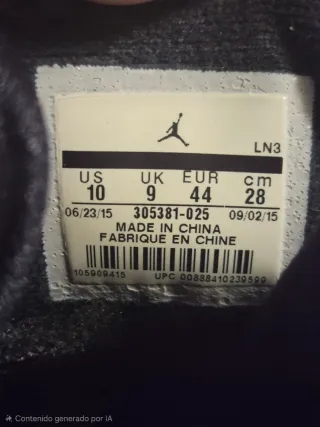 LN3
US UK EUR cm
10 9 44 28
06/23/15 305381-025 09/02/15
MADE IN CHINA
FABRIQUE EN CHINE
105909415 UPC 00888410239599
Contenido generado por IA